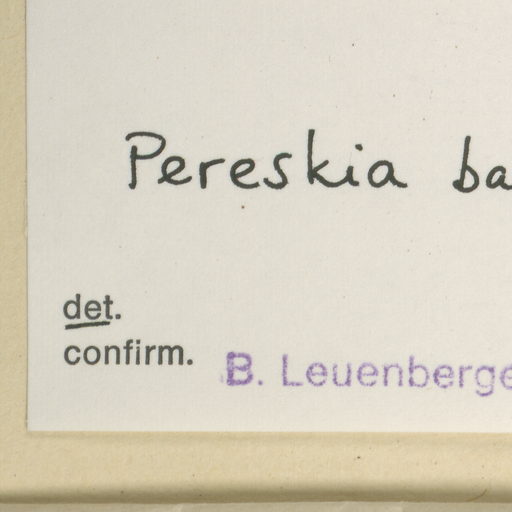 Pereskia ba
det.
confirm.
B. Leuenberge